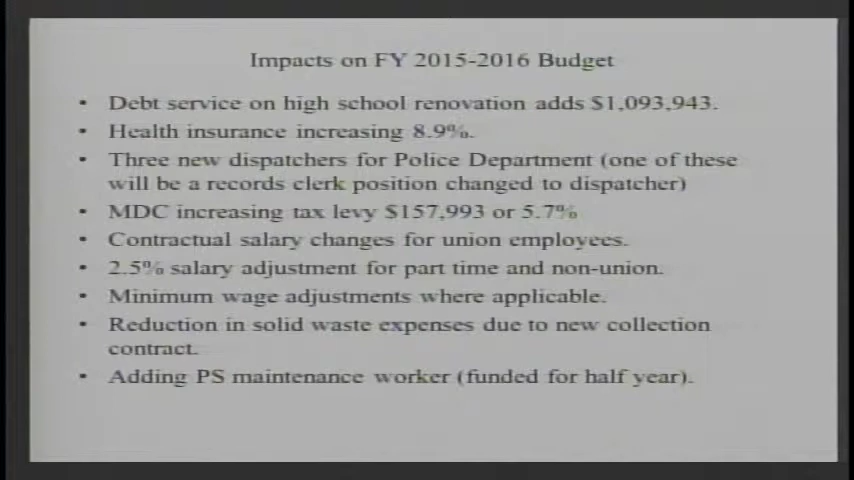 Impacts on FY 2015-2016 Budget
• Debt service on high school renovation adds $1,093,943.
• Health insurance increasing 8.9%.
• Three new dispatchers for Police Department (one of these
will be a records clerk position changed to dispatcher)
• MDC increasing tax levy $157,993 or 5.7%
• Contractual salary changes for union employees.
• 2.5% salary adjustment for part time and non-union.
• Minimum wage adjustments where applicable.
• Reduction in solid waste expenses due to new collection
contract.
• Adding PS maintenance worker (funded for half year).